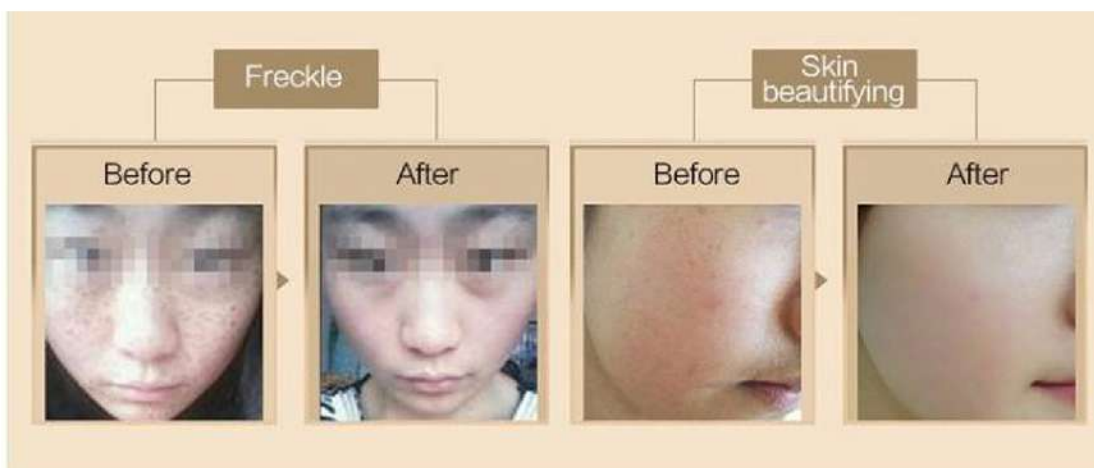 Freckle
Before
After
Skin
beautifying
Before
After